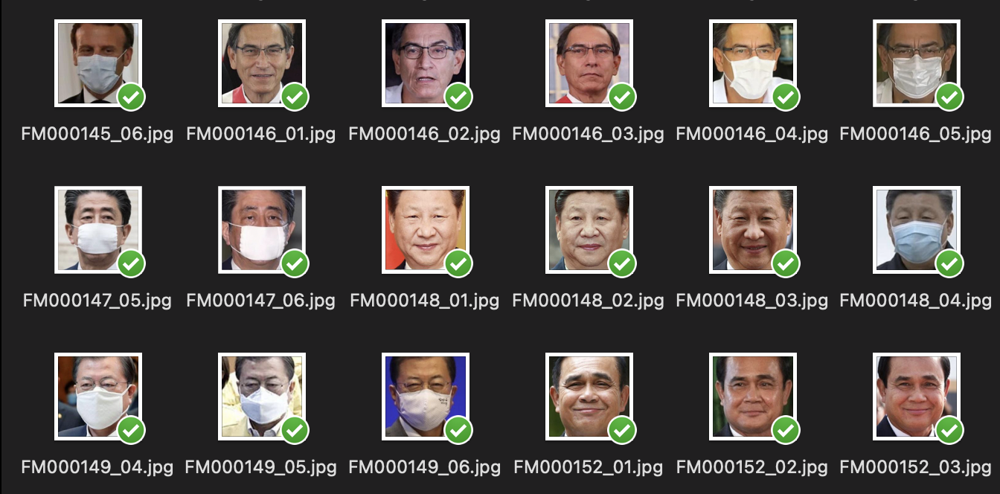 FM000145_06.jpg FM000146_01.jpg FM000146_02.jpg FM000146_03.jpg FM000146_04.jpg FM000146_05.jpg
FM000147_05.jpg FM000147_06.jpg FM000148_01.jpg FM000148_02.jpg FM000148_03.jpg FM000148_04.jpg
FM000149_04.jpg FM000149_05.jpg FM000149_06.jpg FM000152_01.jpg FM000152_02.jpg FM000152_03.jpg